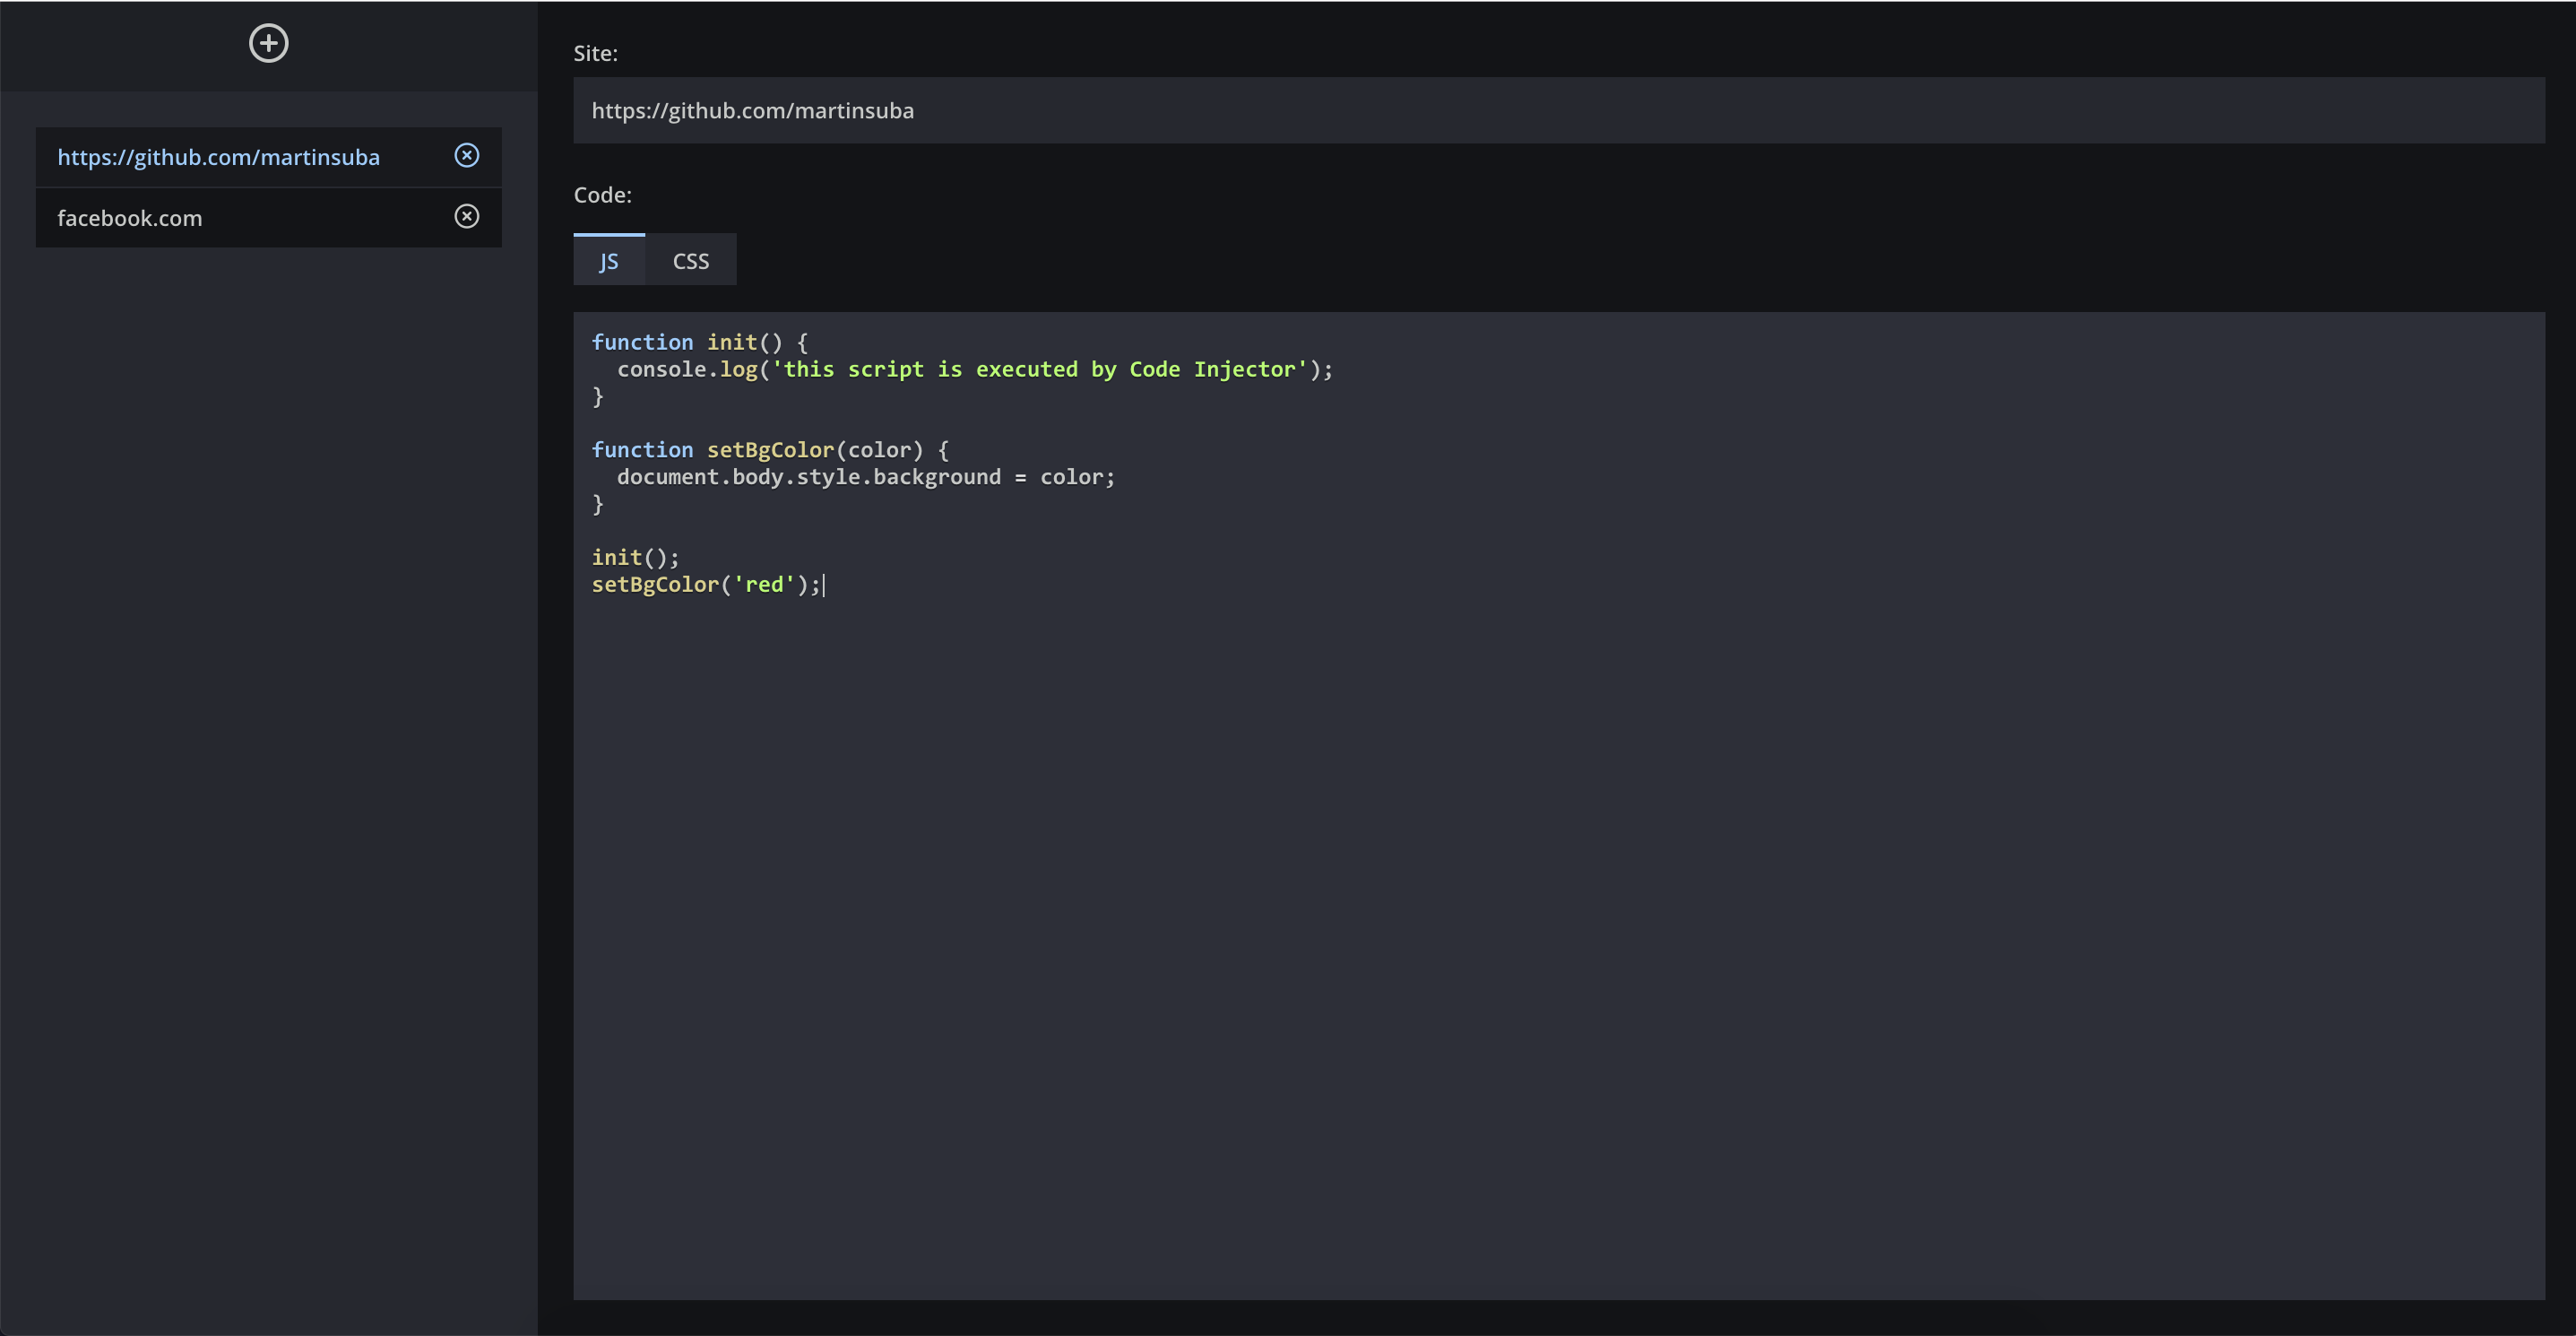 https://github.com/martinsuba
facebook.com
Site:
https://github.com/martinsuba
Code:
JS CSS
function init() {
  console.log('this script is executed by Code Injector');
}
function setBgColor(color) {
  document.body.style.background = color;
}
init();
setBgColor('red');